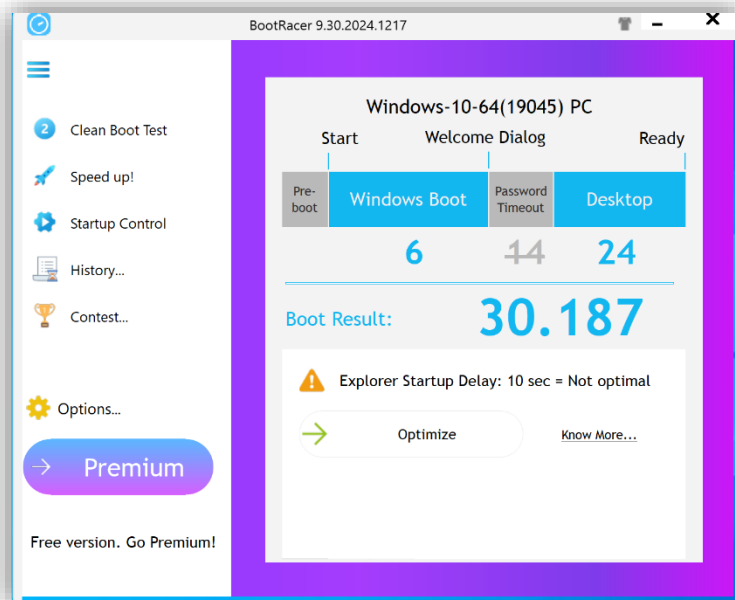 BootRacer 9.30.2024.1217
2 Clean Boot Test
Speed up!
Startup Control
History...
Contest...
Options...
Premium
Free version. Go Premium!
Windows-10-64(19045) PC
Start Welcome Dialog Ready
Pre-
boot
Windows Boot
Password
Timeout
Desktop
6 14 24
Boot Result: 30.187
Explorer Startup Delay: 10 sec = Not optimal
Optimize Know More...